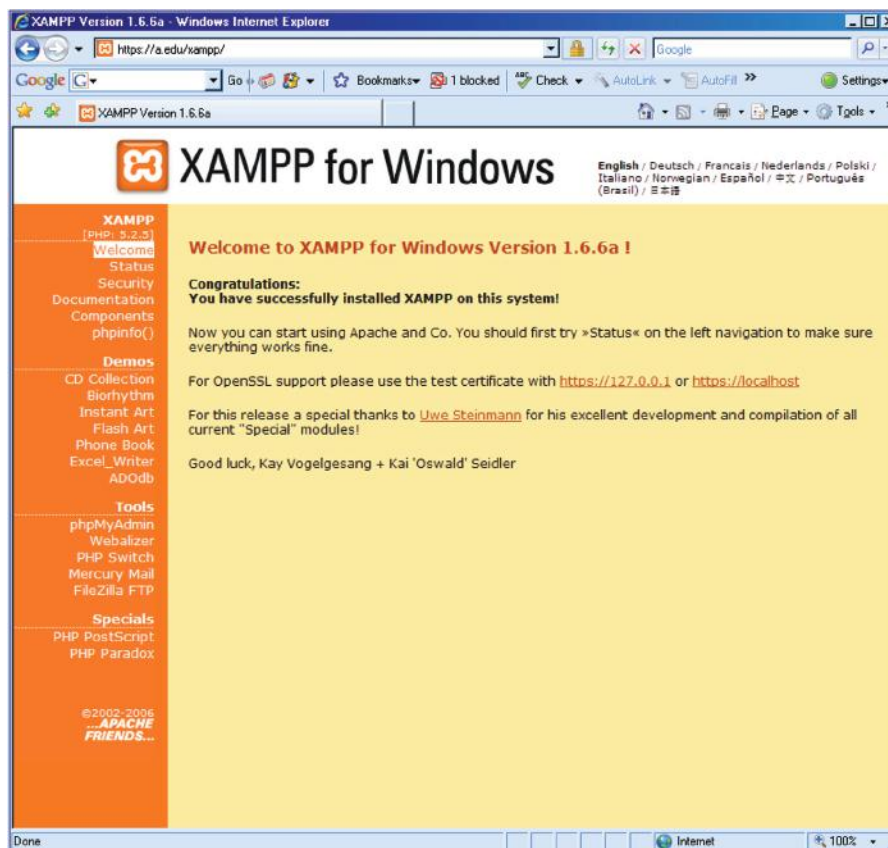 XAMPP Version 1.6.6a - Windows Internet Explorer
https://a.edu/xampp/
Google
Google G Go Bookmarks 1 blocked ABC Check AutoLink AutoFill Settings
XAMPP Version 1.6.6a Page Tools
XAMPP for Windows
English / Deutsch / Francais / Nederlands / Polski /
Italiano / Norwegian / Español / 中文 / Português
(Brasil) / 日本語
XAMPP
[PHP: 5.2.5]
Welcome
Status
Security
Documentation
Components
phpinfo()
Demos
CD Collection
Biorhythm
Instant Art
Flash Art
Phone Book
Excel_Writer
ADOdb
Tools
phpMyAdmin
Webalizer
PHP Switch
Mercury Mail
FileZilla FTP
Specials
PHP PostScript
PHP Paradox
©2002-2006
...APACHE
FRIENDS...
Welcome to XAMPP for Windows Version 1.6.6a !
Congratulations:
You have successfully installed XAMPP on this system!
Now you can start using Apache and Co. You should first try »Status« on the left navigation to make sure
everything works fine.
For OpenSSL support please use the test certificate with https://127.0.0.1 or https://localhost
For this release a special thanks to Uwe Steinmann for his excellent development and compilation of all
current "Special" modules!
Good luck, Kay Vogelgesang + Kai 'Oswald' Seidler
Done Internet 100%